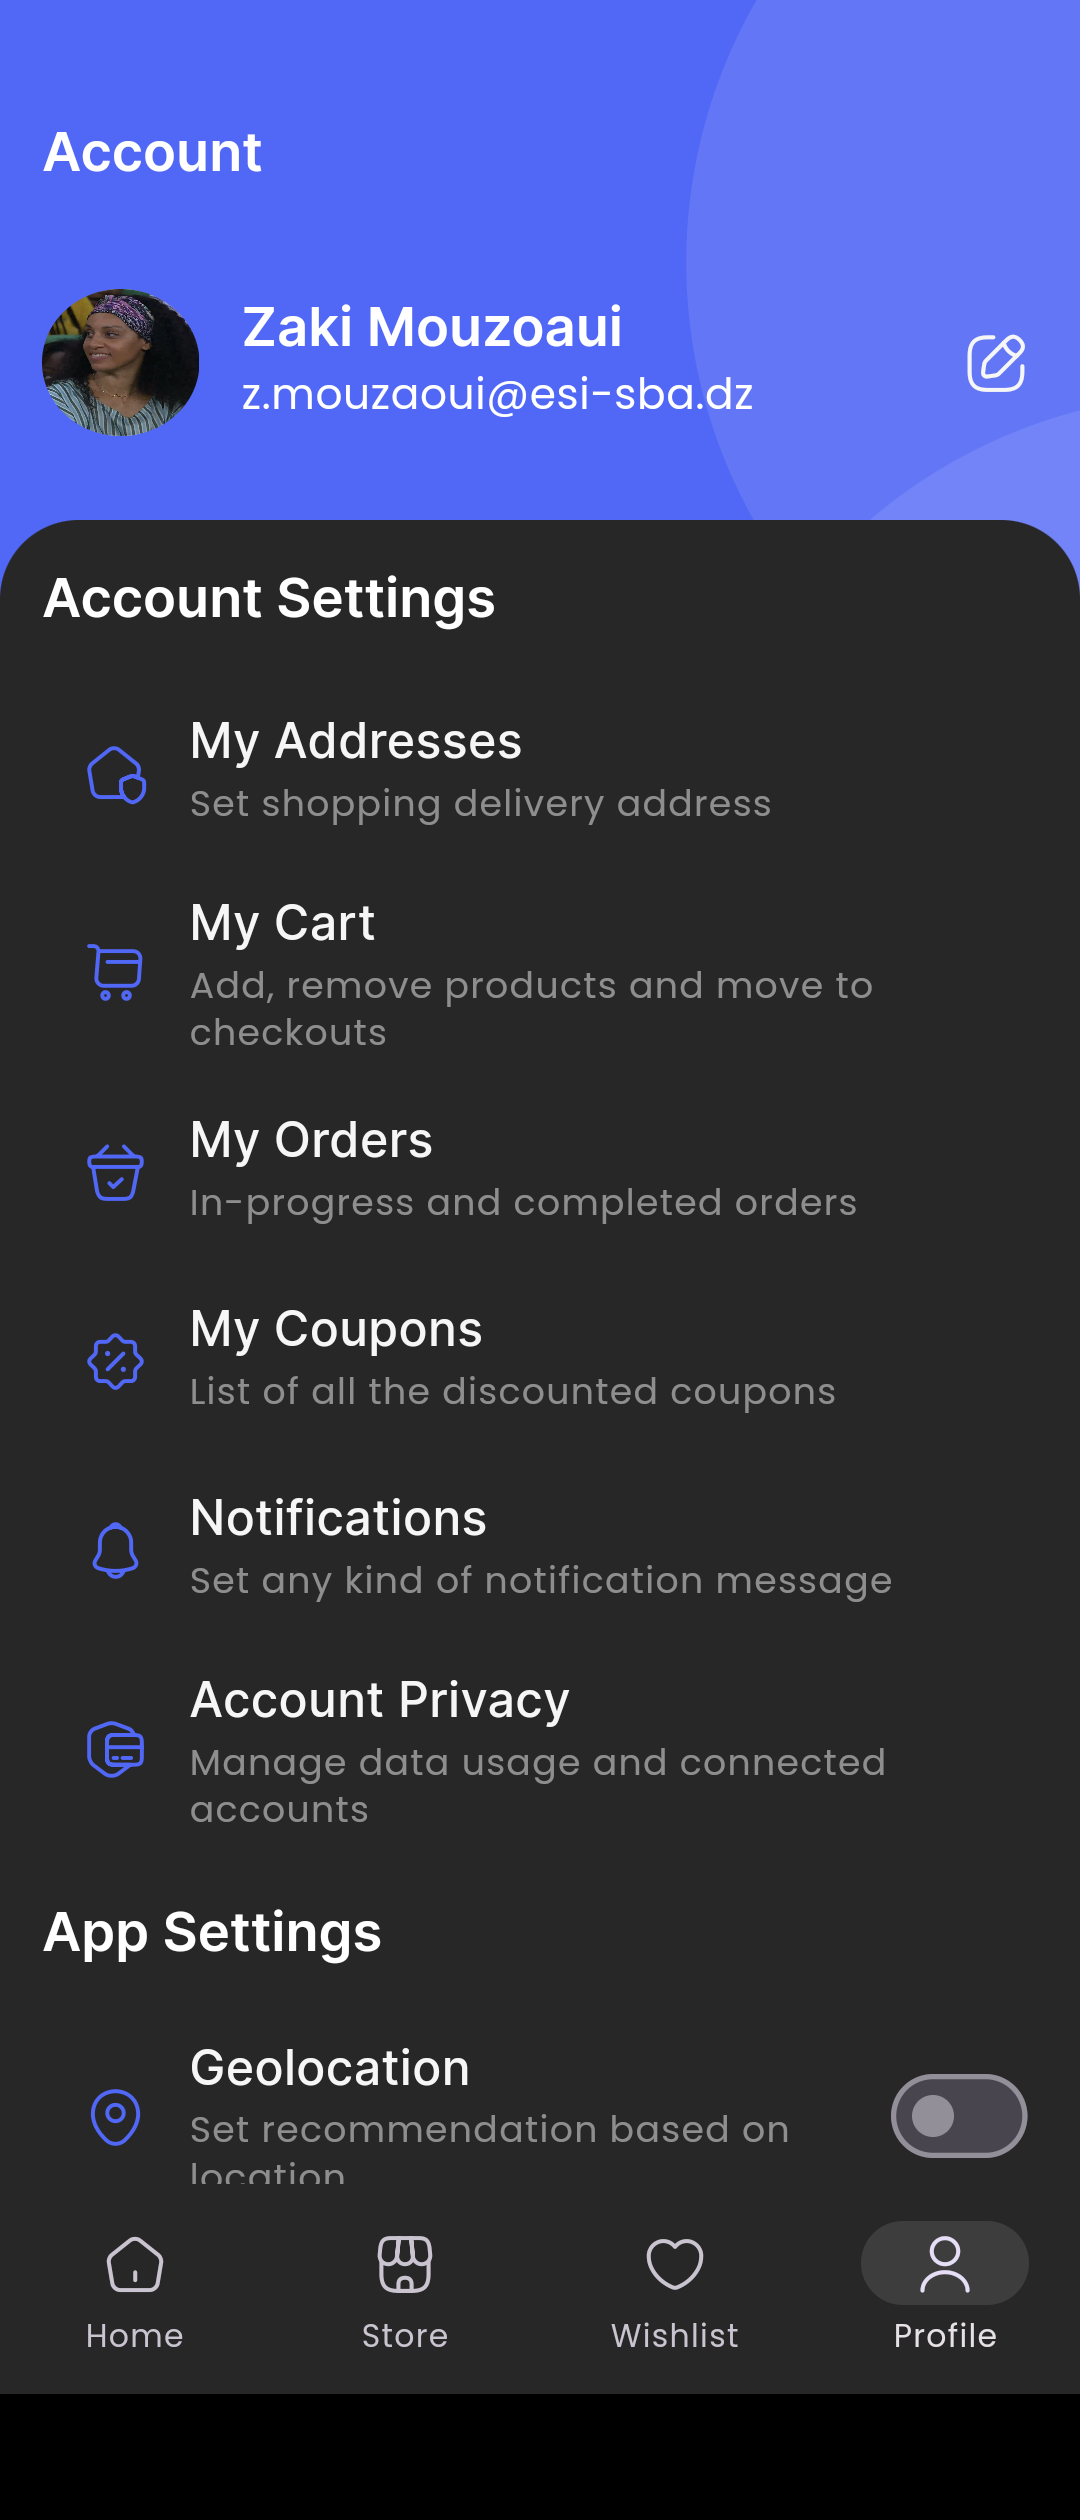 Account
Zaki Mouzoaui
z.mouzaoui@esi-sba.dz
Account Settings
My Addresses
Set shopping delivery address
My Cart
Add, remove products and move to
checkouts
My Orders
In-progress and completed orders
My Coupons
List of all the discounted coupons
Notifications
Set any kind of notification message
Account Privacy
Manage data usage and connected
accounts
App Settings
Geolocation
Set recommendation based on
location
Home
Store
Wishlist
Profile